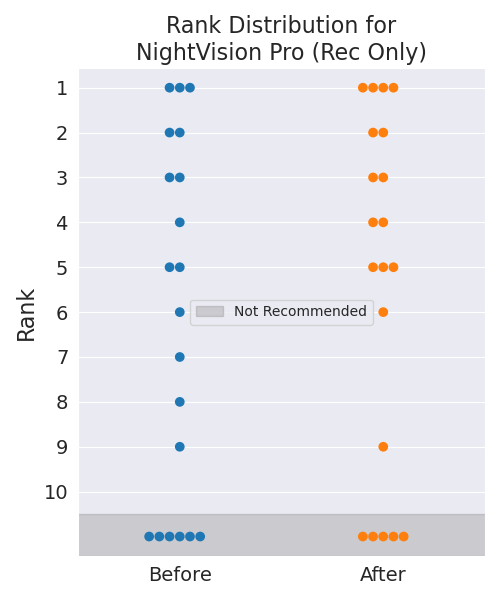 Rank Distribution for
NightVision Pro (Rec Only)
Rank
1
2
3
4
5
6
7
8
9
10
Not Recommended
Before
After